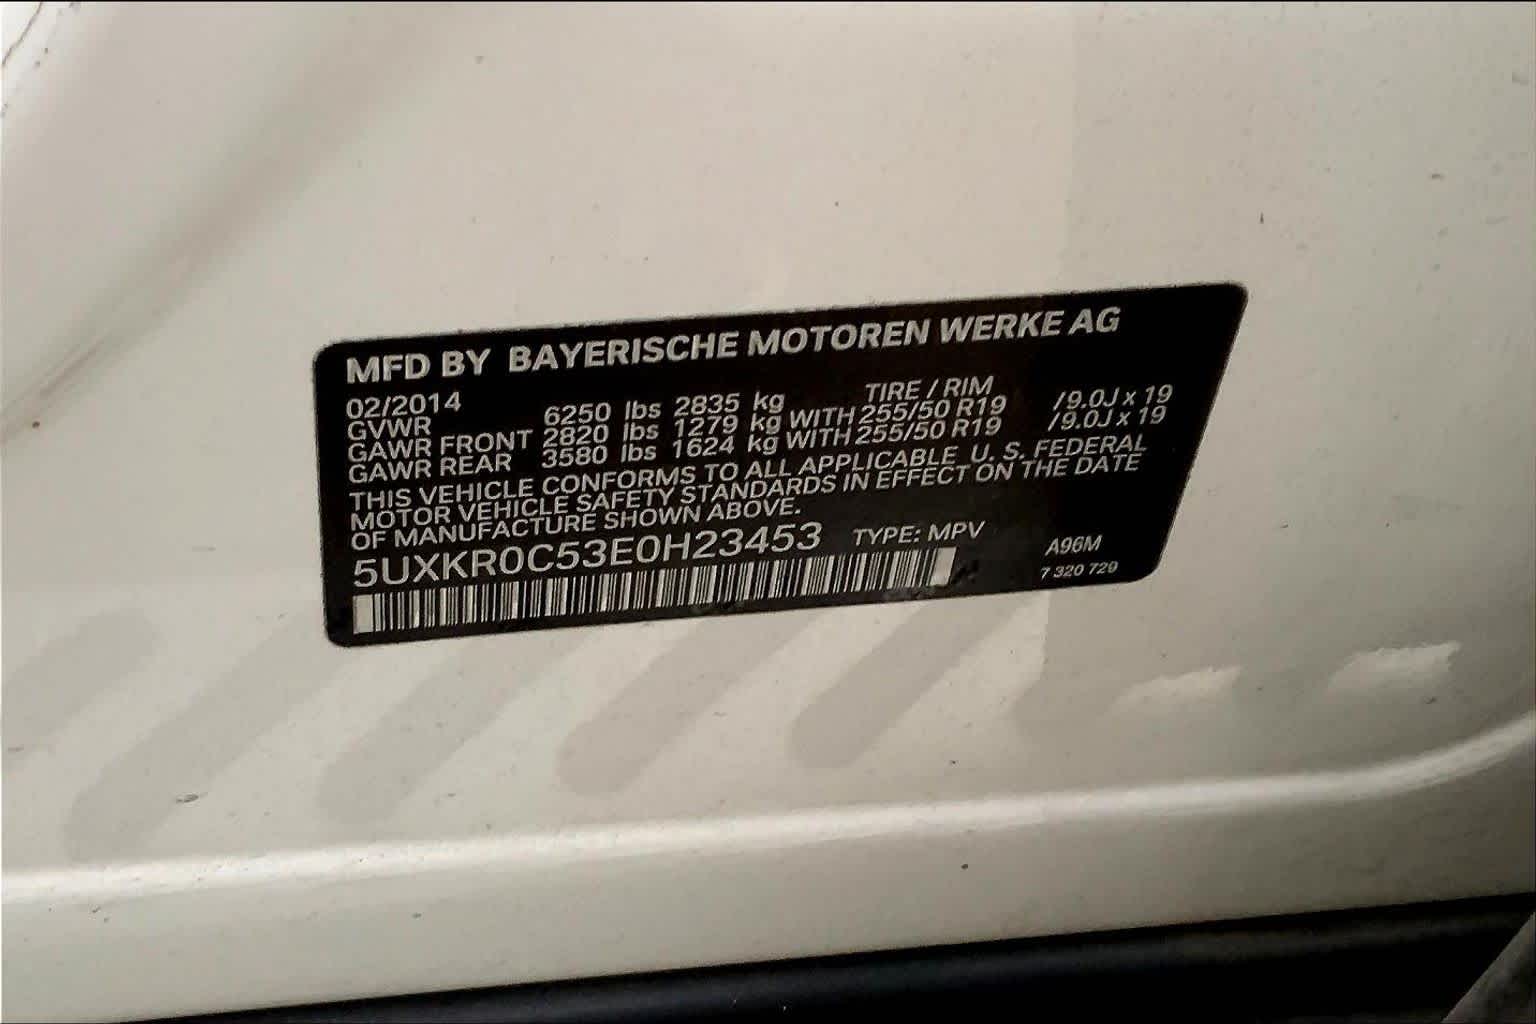 MFD BY BAYERISCHE MOTOREN WERKE AG
02/2014 TIRE / RIM
GVWR 6250 lbs 2835 kg
GAWR FRONT 2820 lbs 1279 kg WITH 255/50 R19 /9.0J x 19
GAWR REAR 3580 lbs 1624 kg WITH 255/50 R19 /9.0J x 19
THIS VEHICLE CONFORMS TO ALL APPLICABLE U. S. FEDERAL
MOTOR VEHICLE SAFETY STANDARDS IN EFFECT ON THE DATE
OF MANUFACTURE SHOWN ABOVE.
5UXKR0C53E0H23453 TYPE: MPV A96M
7 320 729